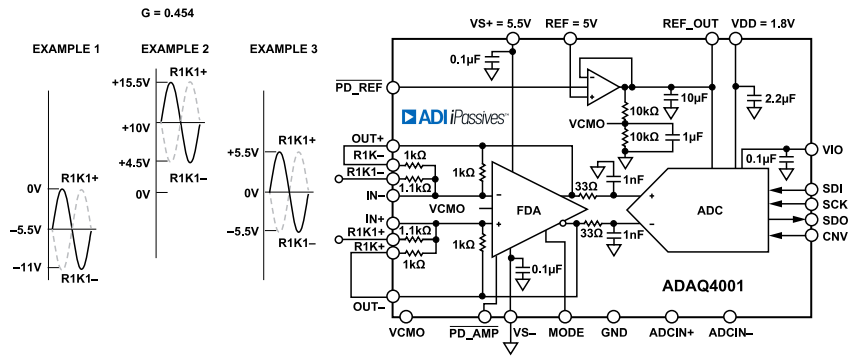 G = 0.454
EXAMPLE 1
R1K1+
0V
–5.5V
–11V
R1K1–
EXAMPLE 2
R1K1+
+15.5V
+10V
+4.5V
R1K1–
0V
EXAMPLE 3
R1K1+
+5.5V
0V
–5.5V
R1K1–
VS+ = 5.5V
REF = 5V
REF_OUT
VDD = 1.8V
0.1µF
PD_REF
ADI iPassives™
10kΩ
10µF
2.2µF
VCMO
10kΩ
1µF
0.1µF
VIO
OUT+
R1K–
1kΩ
R1K1–
1.1kΩ
IN–
1kΩ
VCMO
IN+
R1K1+
1.1kΩ
R1K+
1kΩ
1kΩ
OUT–
–
+
FDA
0.1µF
33Ω
1nF
33Ω
1nF
–
+
+
–
ADC
SDI
SCK
SDO
CNV
ADAQ4001
VCMO
PD_AMP
VS–
MODE
GND
ADCIN+
ADCIN–